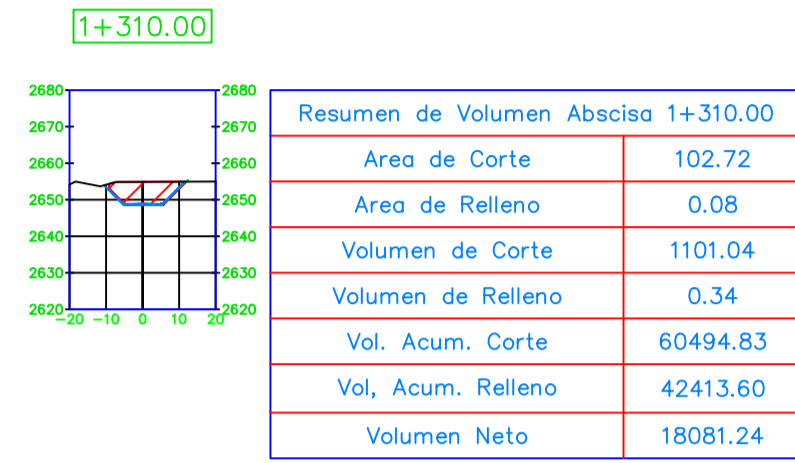 1+310.00
2680 2680
2670 2670
2660 2660
2650 2650
2640 2640
2630 2630
2620 2620
-20 -10 0 10 20
Resumen de Volumen Abscisa 1+310.00
Area de Corte 102.72
Area de Relleno 0.08
Volumen de Corte 1101.04
Volumen de Relleno 0.34
Vol. Acum. Corte 60494.83
Vol, Acum. Relleno 42413.60
Volumen Neto 18081.24